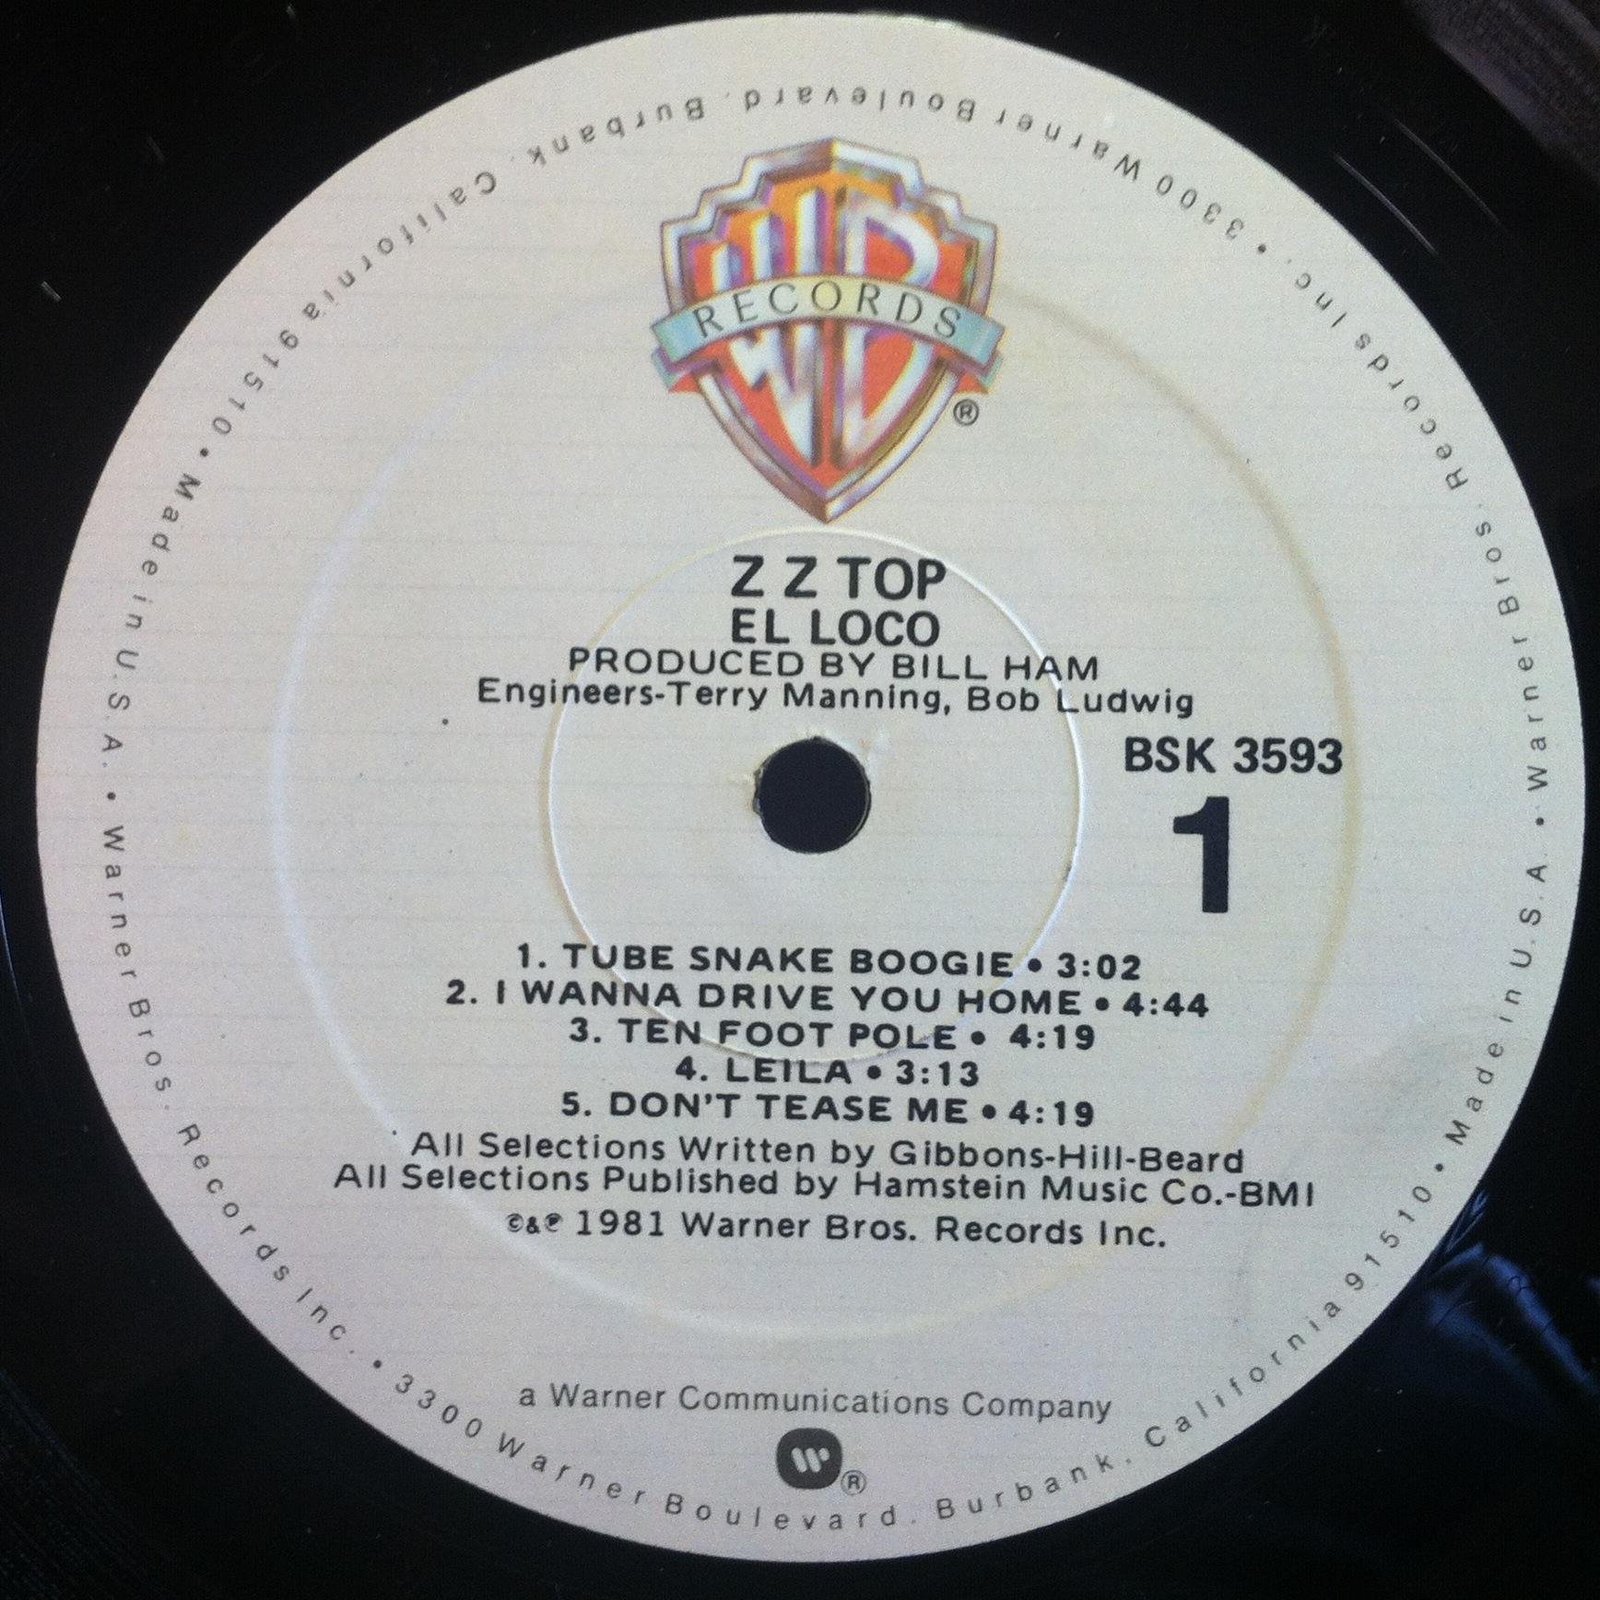 WB
RECORDS
®
Z Z TOP
EL LOCO
PRODUCED BY BILL HAM
Engineers-Terry Manning, Bob Ludwig
BSK 3593
1
1. TUBE SNAKE BOOGIE • 3:02
2. I WANNA DRIVE YOU HOME • 4:44
3. TEN FOOT POLE • 4:19
4. LEILA • 3:13
5. DON'T TEASE ME • 4:19
All Selections Written by Gibbons-Hill-Beard
All Selections Published by Hamstein Music Co.-BMI
©&℗ 1981 Warner Bros. Records Inc.
a Warner Communications Company
W ®
Warner Bros. Records Inc. • 3300 Warner Boulevard. Burbank. California 91510 • Made in U.S.A. • Warner Bros. Records Inc. • 3300 Warner Boulevard. Burbank. California 91510 • Made in U.S.A. •